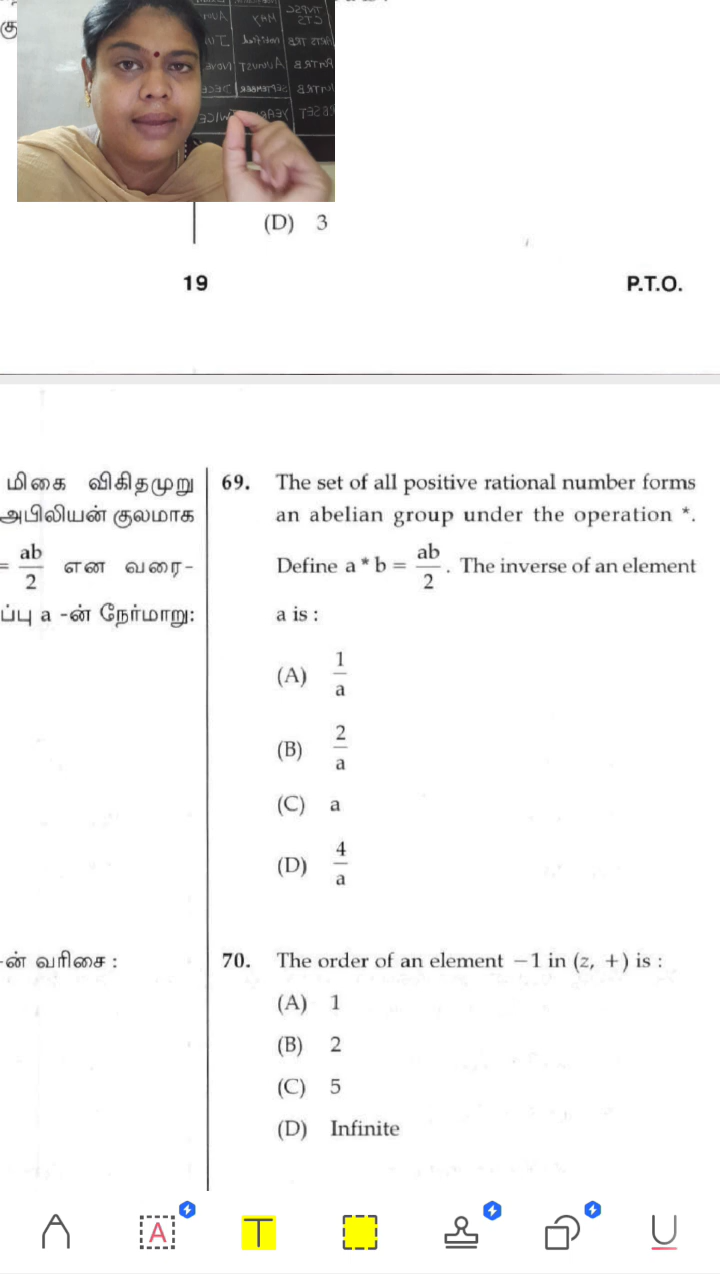 கு
(D) 3
19
P.T.O.
மிகை விகிதமுறு
அபிலியன் குலமாக
= ab/2 என வரை-
ப்பு a -ன் நேர்மாறு:
69. The set of all positive rational number forms
an abelian group under the operation *.
Define a * b = ab/2. The inverse of an element
a is :
(A) 1/a
(B) 2/a
(C) a
(D) 4/a
-ன் வரிசை :
70. The order of an element −1 in (z, +) is :
(A) 1
(B) 2
(C) 5
(D) Infinite
A
T
U